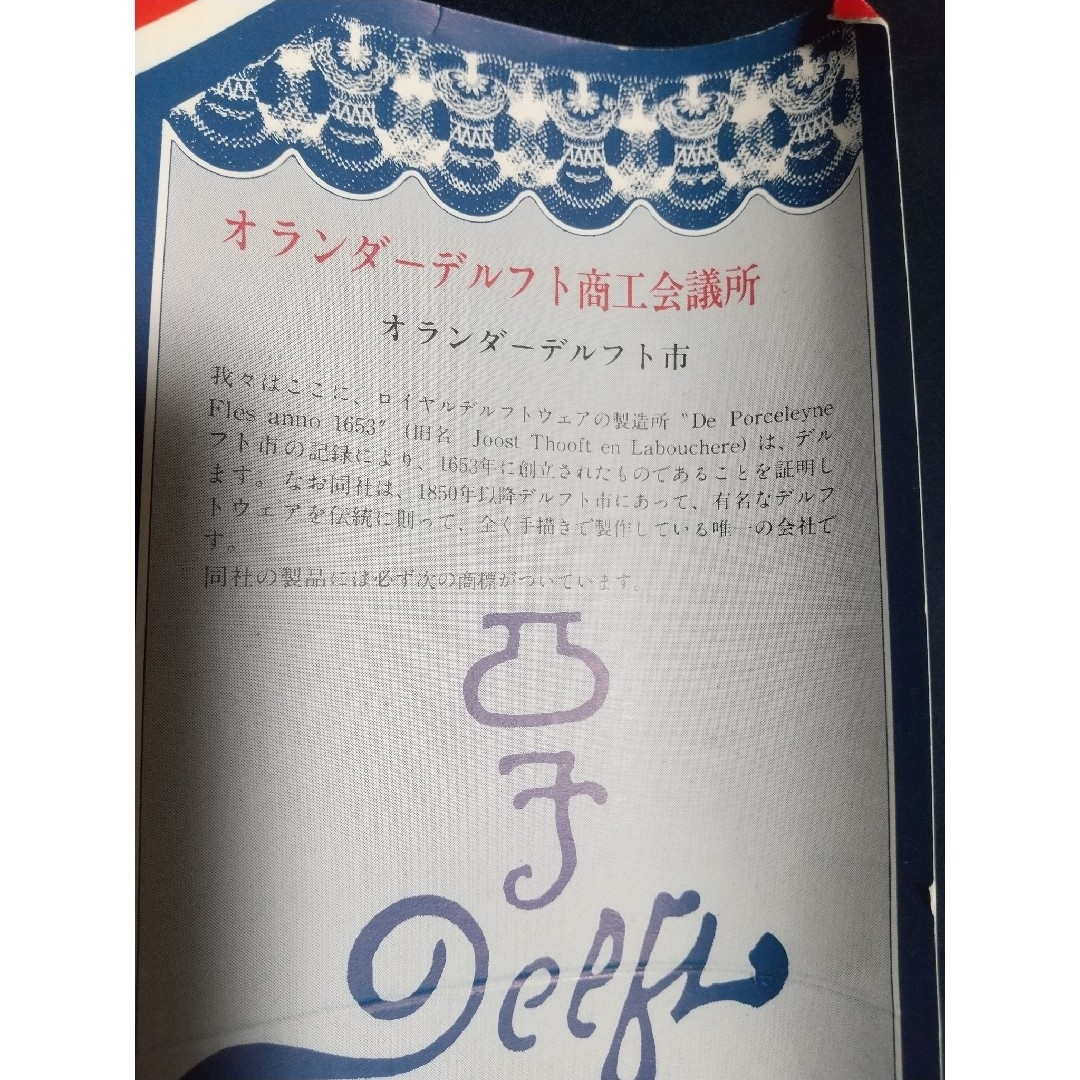 オランダーデルフト商工会議所
オランダーデルフト市
我々はここに、ロイヤルデルフトウェアの製造所〝De Porceleyne
Fles anno 1653〞(旧名 Joost Thooft en Labouchere) は、デル
フト市の記録により、1653年に創立されたものであることを証明し
ます。なお同社は、1850年以降デルフト市にあって、有名なデルフ
トウェアを伝統に則って、全く手描きで製作している唯一の会社で
す。
同社の製品には必ず次の商標がついています。
Delft